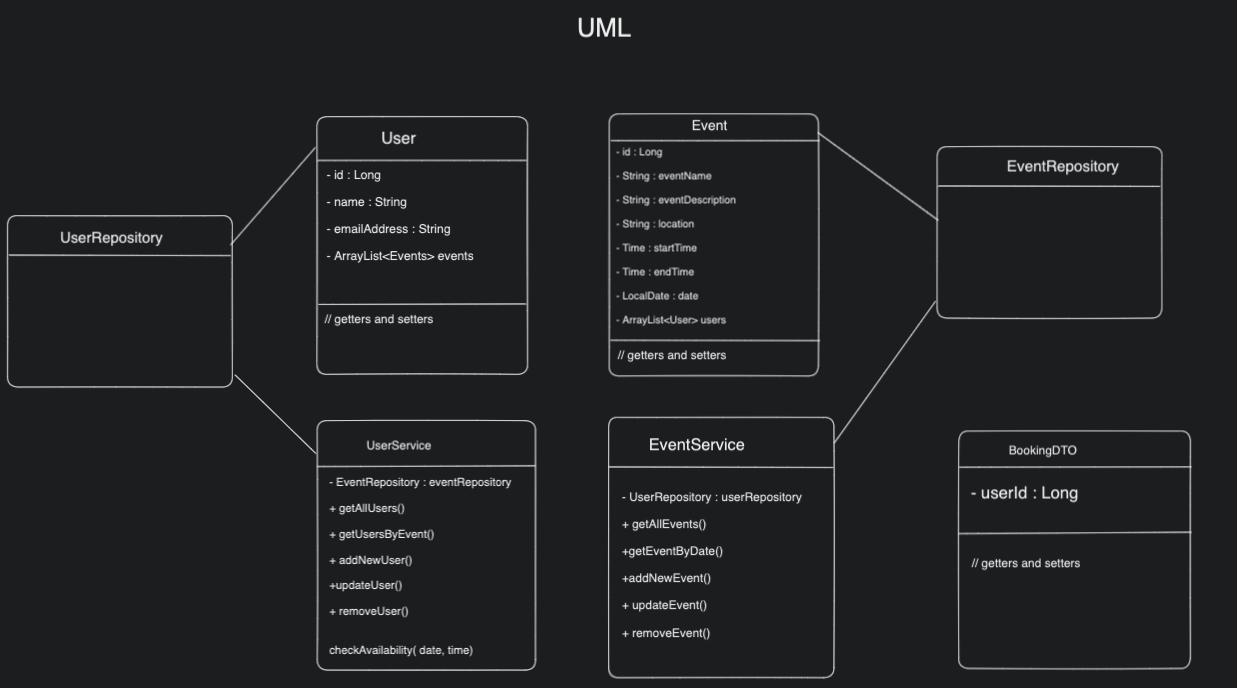 UML
User
- id : Long
- name : String
- emailAddress : String
- ArrayList<Events> events
// getters and setters
Event
- id : Long
- String : eventName
- String : eventDescription
- String : location
- Time : startTime
- Time : endTime
- LocalDate : date
- ArrayList<User> users
// getters and setters
EventRepository
UserRepository
UserService
- EventRepository : eventRepository
+ getAllUsers()
+ getUsersByEvent()
+ addNewUser()
+updateUser()
+ removeUser()
checkAvailability( date, time)
EventService
- UserRepository : userRepository
+ getAllEvents()
+getEventByDate()
+addNewEvent()
+ updateEvent()
+ removeEvent()
BookingDTO
- userId : Long
// getters and setters